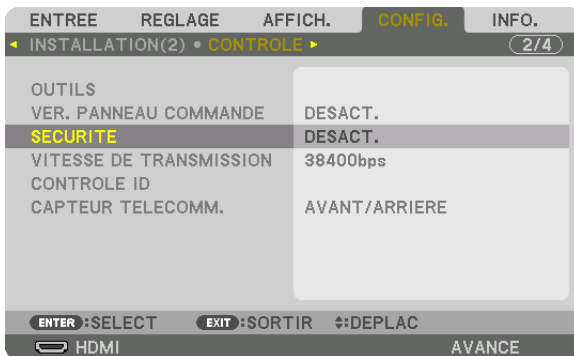 ENTREE REGLAGE AFFICH. CONFIG. INFO.
INSTALLATION(2) • CONTROLE 2/4
OUTILS
VER. PANNEAU COMMANDE DESACT.
SECURITE DESACT.
VITESSE DE TRANSMISSION 38400bps
CONTROLE ID
CAPTEUR TELECOMM. AVANT/ARRIERE
ENTER :SELECT EXIT :SORTIR :DEPLAC
HDMI AVANCE